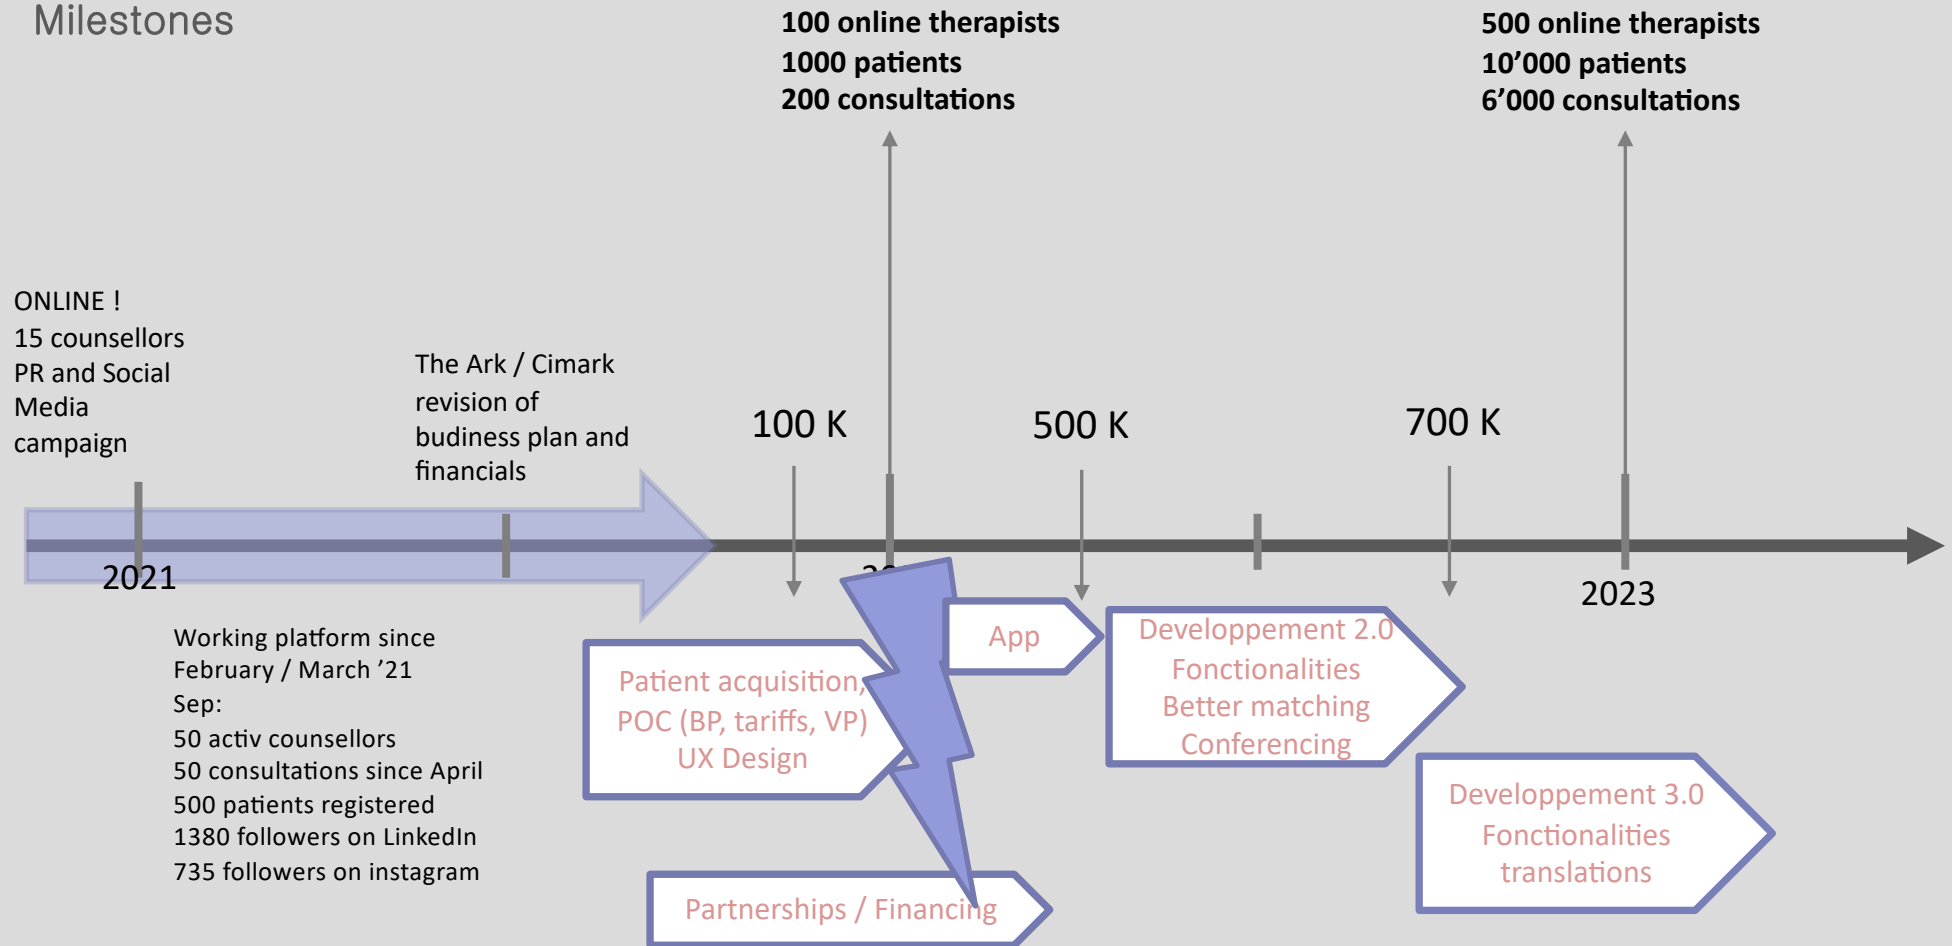 Milestones
100 online therapists
1000 patients
200 consultations
500 online therapists
10’000 patients
6’000 consultations
ONLINE !
15 counsellors
PR and Social
Media
campaign
The Ark / Cimark
revision of
budiness plan and
financials
100 K
500 K
700 K
2021
2023
Working platform since
February / March ’21
Sep:
50 activ counsellors
50 consultations since April
500 patients registered
1380 followers on LinkedIn
735 followers on instagram
Patient acquisition,
POC (BP, tariffs, VP)
UX Design
App
Developpement 2.0
Fonctionalities
Better matching
Conferencing
Developpement 3.0
Fonctionalities
translations
Partnerships / Financing